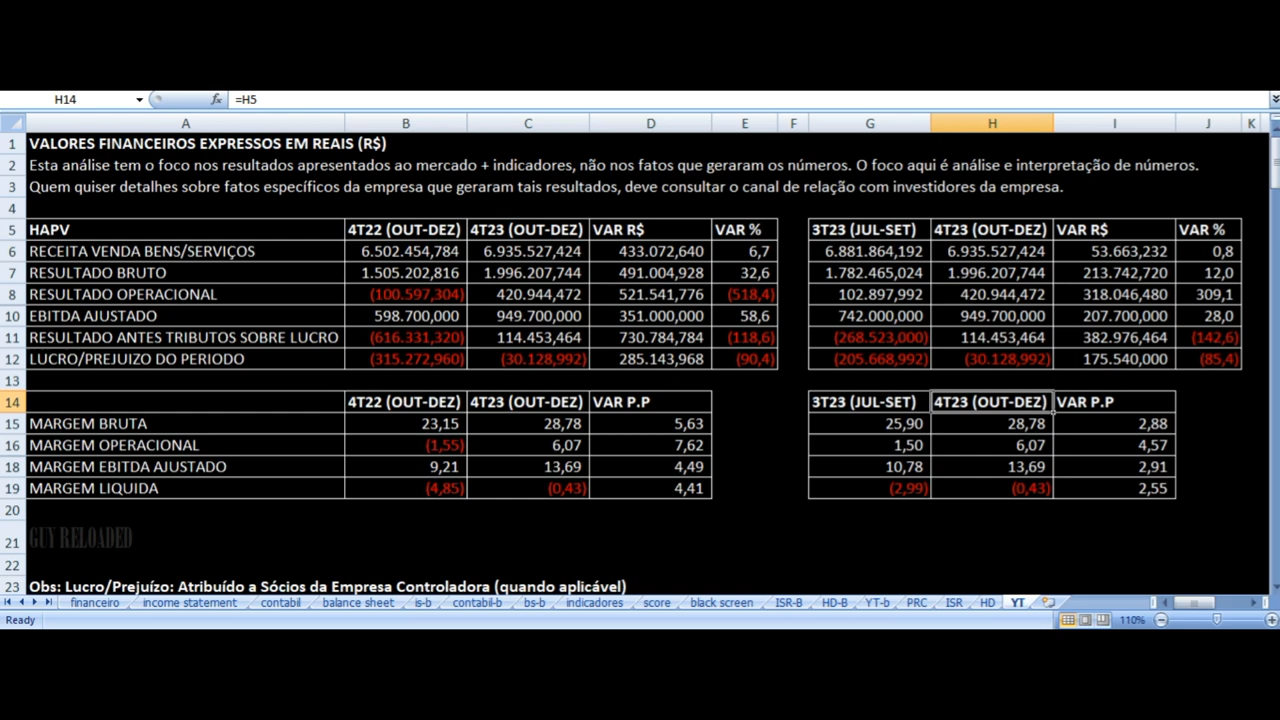 H14 fx =H5
A B C D E F G H I J K
1 VALORES FINANCEIROS EXPRESSOS EM REAIS (R$)
2 Esta análise tem o foco nos resultados apresentados ao mercado + indicadores, não nos fatos que geraram os números. O foco aqui é análise e interpretação de números.
3 Quem quiser detalhes sobre fatos específicos da empresa que geraram tais resultados, deve consultar o canal de relação com investidores da empresa.
4
5 HAPV 4T22 (OUT-DEZ) 4T23 (OUT-DEZ) VAR R$ VAR % 3T23 (JUL-SET) 4T23 (OUT-DEZ) VAR R$ VAR %
6 RECEITA VENDA BENS/SERVIÇOS 6.502.454,784 6.935.527,424 433.072,640 6,7 6.881.864,192 6.935.527,424 53.663,232 0,8
7 RESULTADO BRUTO 1.505.202,816 1.996.207,744 491.004,928 32,6 1.782.465,024 1.996.207,744 213.742,720 12,0
8 RESULTADO OPERACIONAL (100.597,304) 420.944,472 521.541,776 (518,4) 102.897,992 420.944,472 318.046,480 309,1
10 EBITDA AJUSTADO 598.700,000 949.700,000 351.000,000 58,6 742.000,000 949.700,000 207.700,000 28,0
11 RESULTADO ANTES TRIBUTOS SOBRE LUCRO (616.331,320) 114.453,464 730.784,784 (118,6) (268.523,000) 114.453,464 382.976,464 (142,6)
12 LUCRO/PREJUIZO DO PERIODO (315.272,960) (30.128,992) 285.143,968 (90,4) (205.668,992) (30.128,992) 175.540,000 (85,4)
13
14 4T22 (OUT-DEZ) 4T23 (OUT-DEZ) VAR P.P 3T23 (JUL-SET) 4T23 (OUT-DEZ) VAR P.P
15 MARGEM BRUTA 23,15 28,78 5,63 25,90 28,78 2,88
16 MARGEM OPERACIONAL (1,55) 6,07 7,62 1,50 6,07 4,57
18 MARGEM EBITDA AJUSTADO 9,21 13,69 4,49 10,78 13,69 2,91
19 MARGEM LIQUIDA (4,85) (0,43) 4,41 (2,99) (0,43) 2,55
20
21 GUY RELOADED
22
23 Obs: Lucro/Prejuízo: Atribuído a Sócios da Empresa Controladora (quando aplicável)
financeiro income statement contabil balance sheet is-b contabil-b bs-b indicadores score black screen ISR-B HD-B YT-b PRC ISR HD YT
Ready 110%